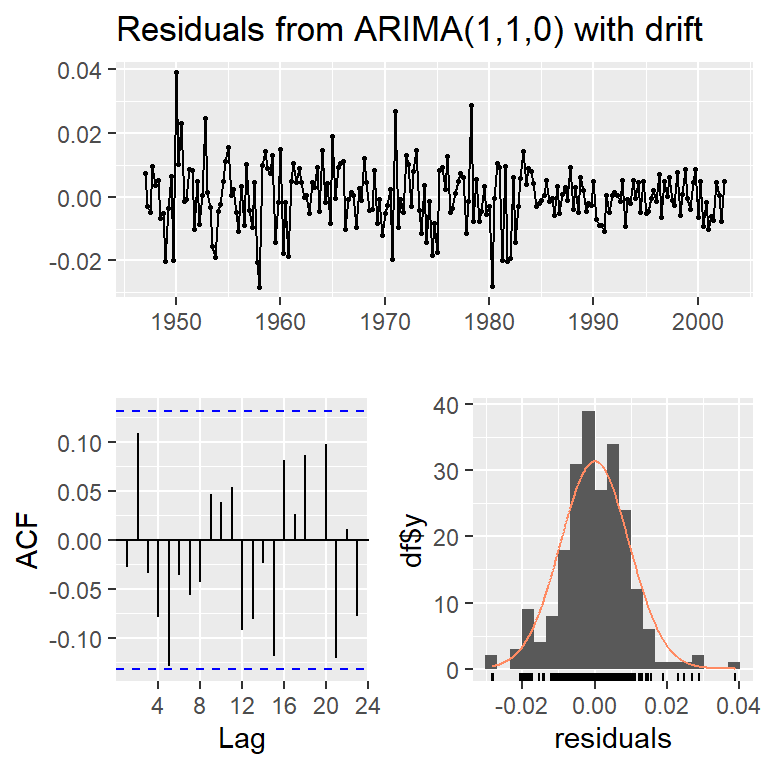 Residuals from ARIMA(1,1,0) with drift
0.04
0.02
0.00
-0.02
1950 1960 1970 1980 1990 2000
ACF
0.10
0.05
0.00
-0.05
-0.10
4 8 12 16 20 24
Lag
df$y
40
30
20
10
0
-0.02 0.00 0.02 0.04
residuals